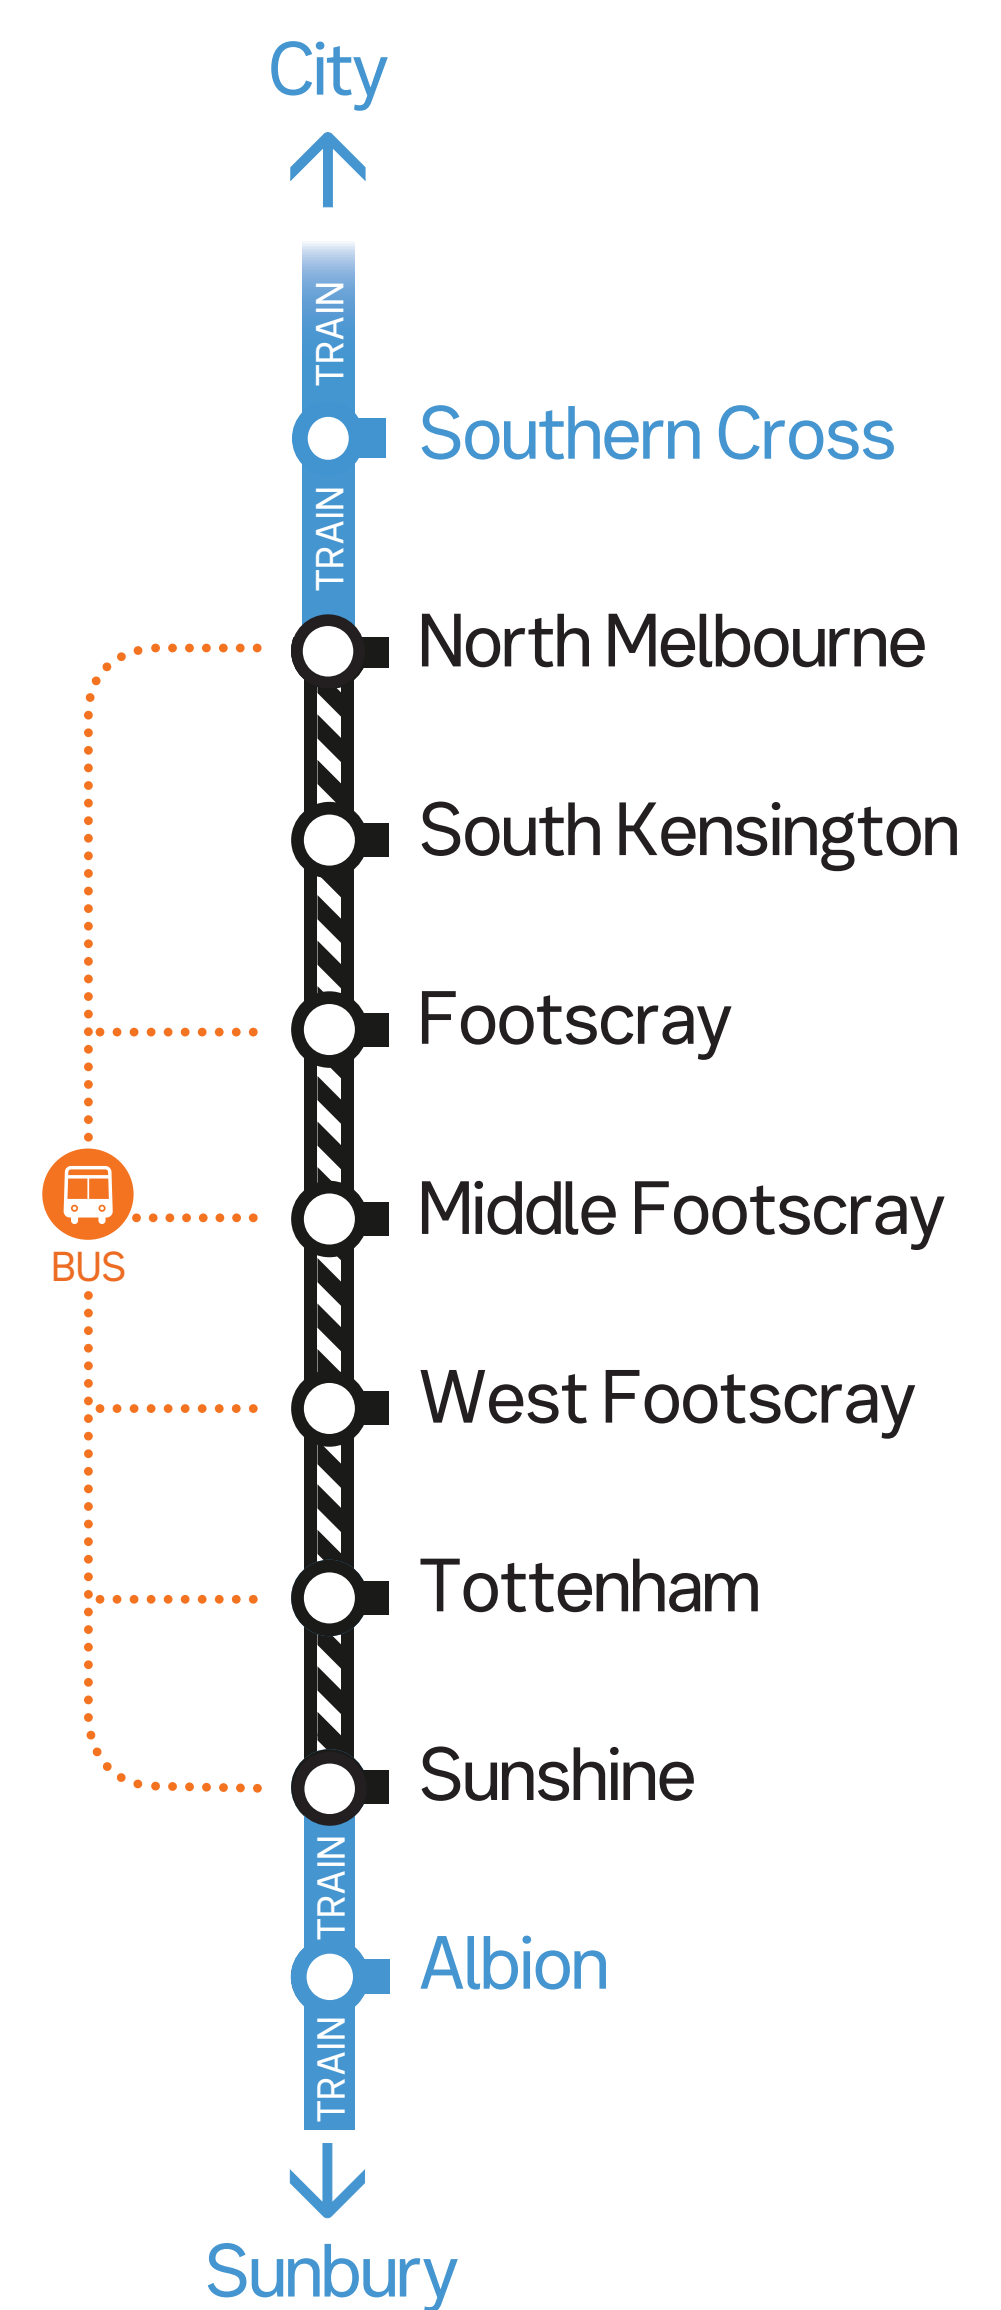 City
TRAIN
Southern Cross
TRAIN
North Melbourne
South Kensington
Footscray
Middle Footscray
BUS
West Footscray
Tottenham
Sunshine
TRAIN
Albion
TRAIN
Sunbury